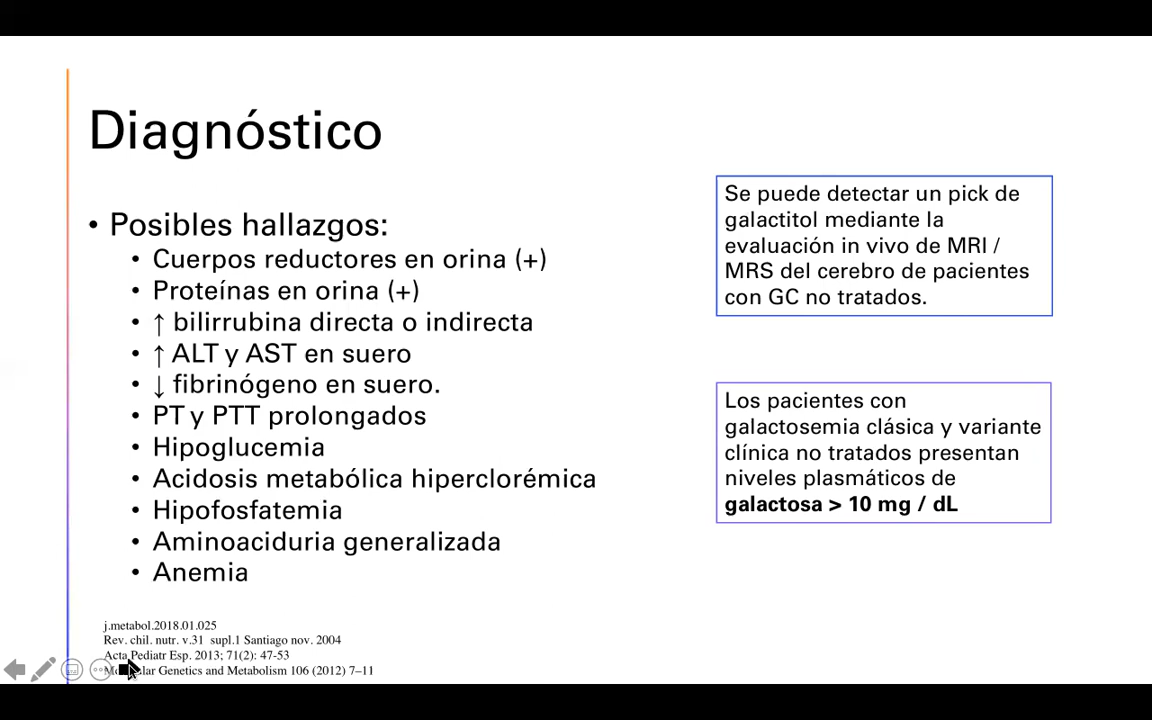 Diagnóstico
• Posibles hallazgos:
• Cuerpos reductores en orina (+)
• Proteínas en orina (+)
• ↑ bilirrubina directa o indirecta
• ↑ ALT y AST en suero
• ↓ fibrinógeno en suero.
• PT y PTT prolongados
• Hipoglucemia
• Acidosis metabólica hiperclorémica
• Hipofosfatemia
• Aminoaciduria generalizada
• Anemia
Se puede detectar un pick de
galactitol mediante la
evaluación in vivo de MRI /
MRS del cerebro de pacientes
con GC no tratados.
Los pacientes con
galactosemia clásica y variante
clínica no tratados presentan
niveles plasmáticos de
galactosa > 10 mg / dL
j.metabol.2018.01.025
Rev. chil. nutr. v.31 supl.1 Santiago nov. 2004
Acta Pediatr Esp. 2013; 71(2): 47-53
Genetics and Metabolism 106 (2012) 7–11